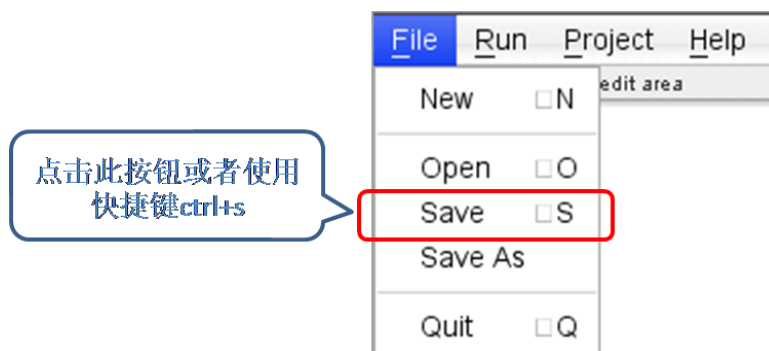 File Run Project Help
edit area
New □N
Open □O
Save □S
Save As
Quit □Q
点击此按钮或者使用
快捷键ctrl+s